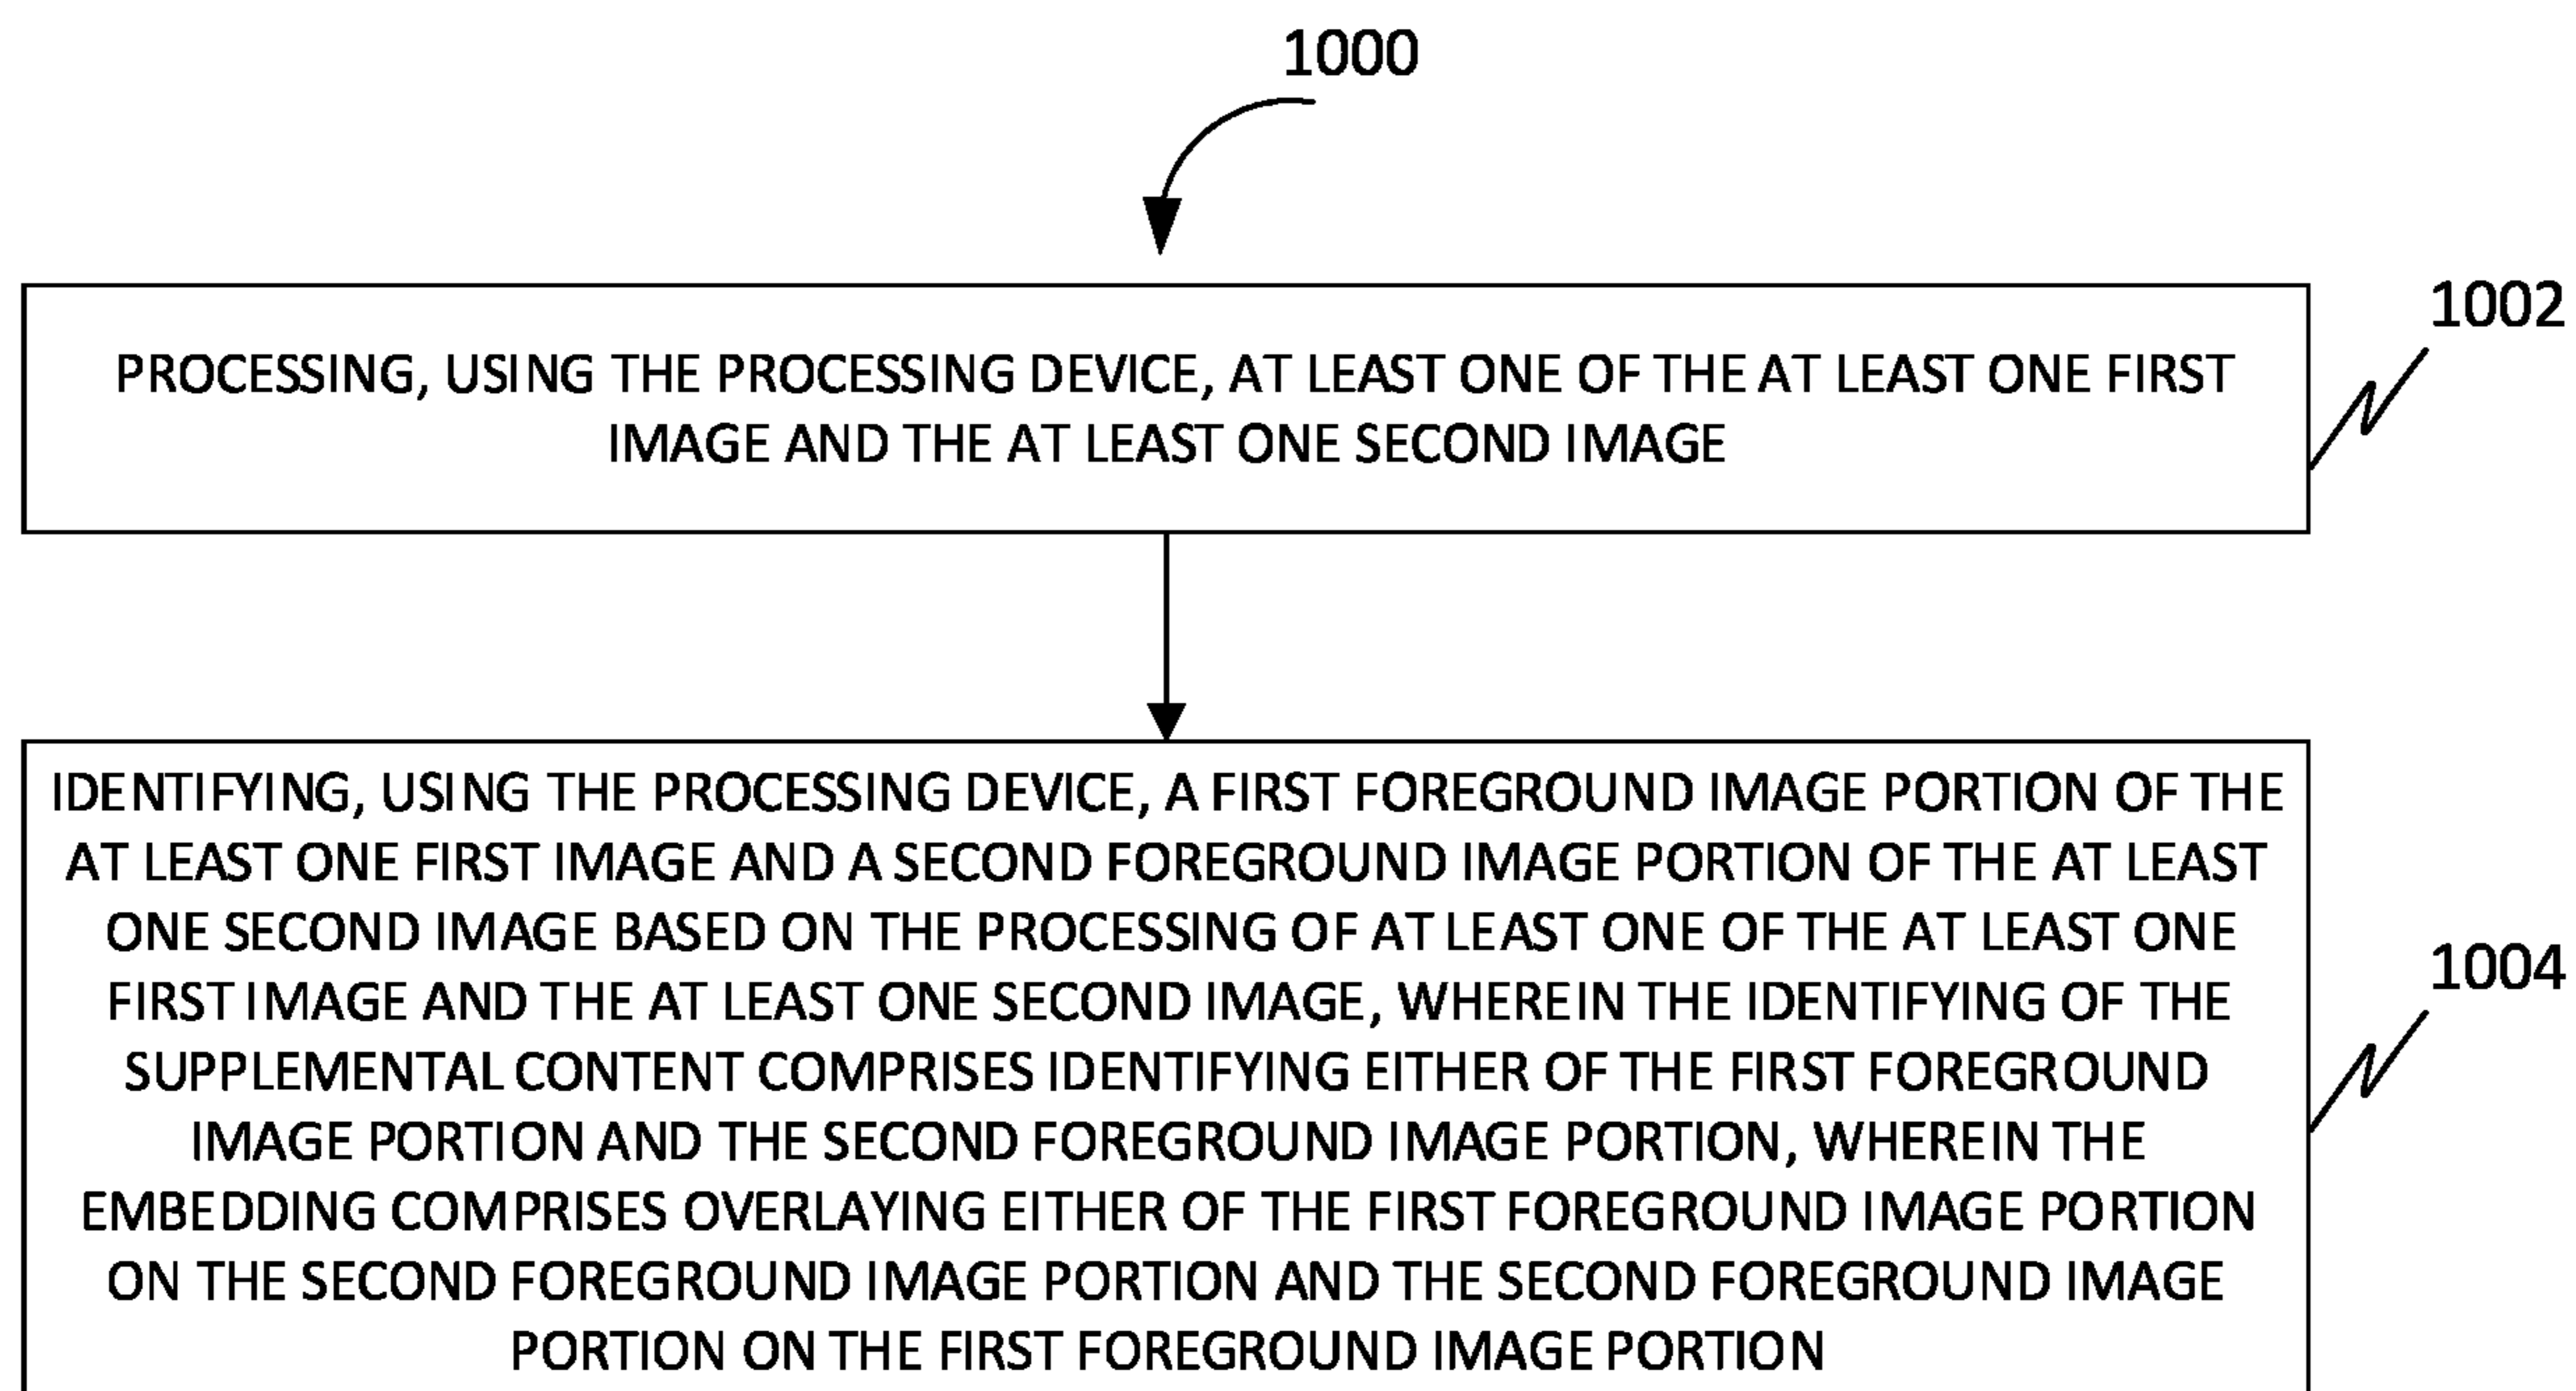 1000
1002
PROCESSING, USING THE PROCESSING DEVICE, AT LEAST ONE OF THE AT LEAST ONE FIRST
IMAGE AND THE AT LEAST ONE SECOND IMAGE
IDENTIFYING, USING THE PROCESSING DEVICE, A FIRST FOREGROUND IMAGE PORTION OF THE
AT LEAST ONE FIRST IMAGE AND A SECOND FOREGROUND IMAGE PORTION OF THE AT LEAST
ONE SECOND IMAGE BASED ON THE PROCESSING OF AT LEAST ONE OF THE AT LEAST ONE
FIRST IMAGE AND THE AT LEAST ONE SECOND IMAGE, WHEREIN THE IDENTIFYING OF THE
SUPPLEMENTAL CONTENT COMPRISES IDENTIFYING EITHER OF THE FIRST FOREGROUND
IMAGE PORTION AND THE SECOND FOREGROUND IMAGE PORTION, WHEREIN THE
EMBEDDING COMPRISES OVERLAYING EITHER OF THE FIRST FOREGROUND IMAGE PORTION
ON THE SECOND FOREGROUND IMAGE PORTION AND THE SECOND FOREGROUND IMAGE
PORTION ON THE FIRST FOREGROUND IMAGE PORTION
1004